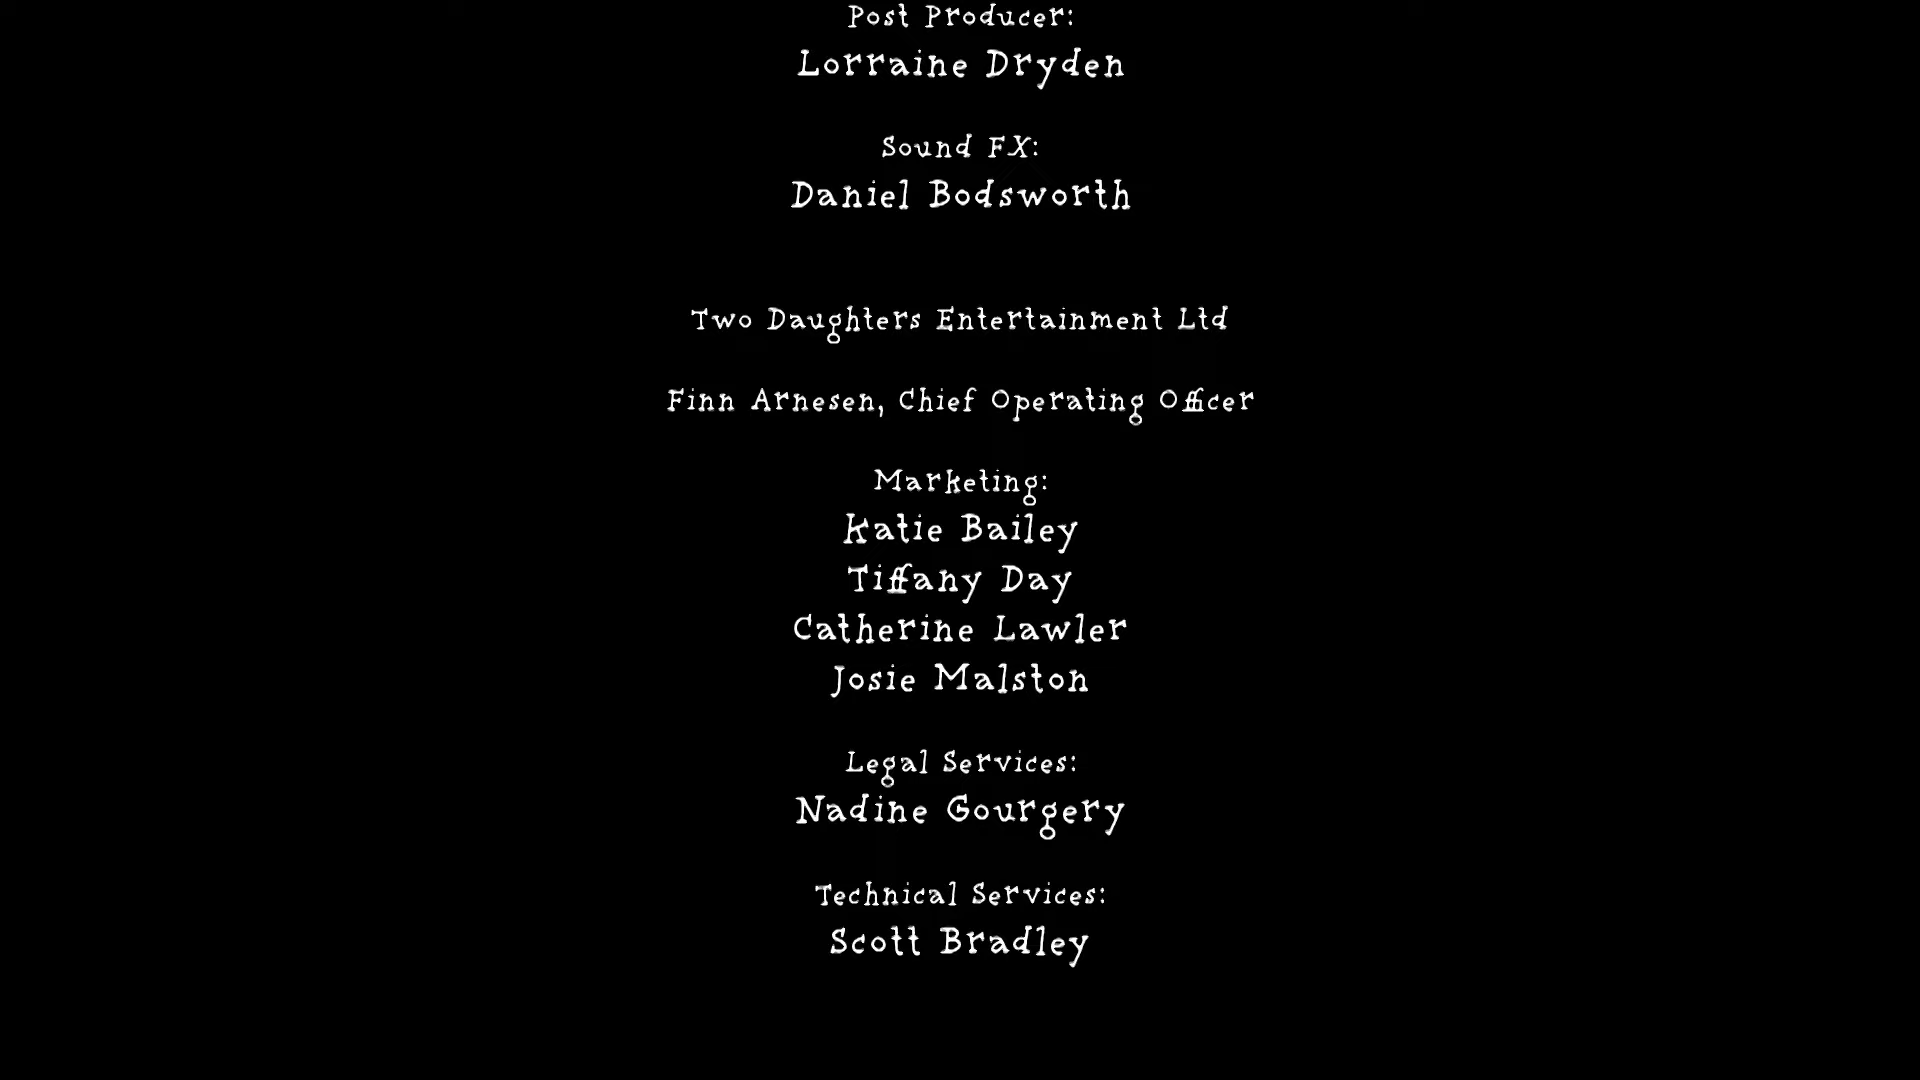 Post Producer:
Lorraine Dryden
Sound FX:
Daniel Bodsworth
Two Daughters Entertainment Ltd
Finn Arnesen, Chief Operating Officer
Marketing:
Katie Bailey
Tiffany Day
Catherine Lawler
Josie Malston
Legal Services:
Nadine Gourgery
Technical Services:
Scott Bradley